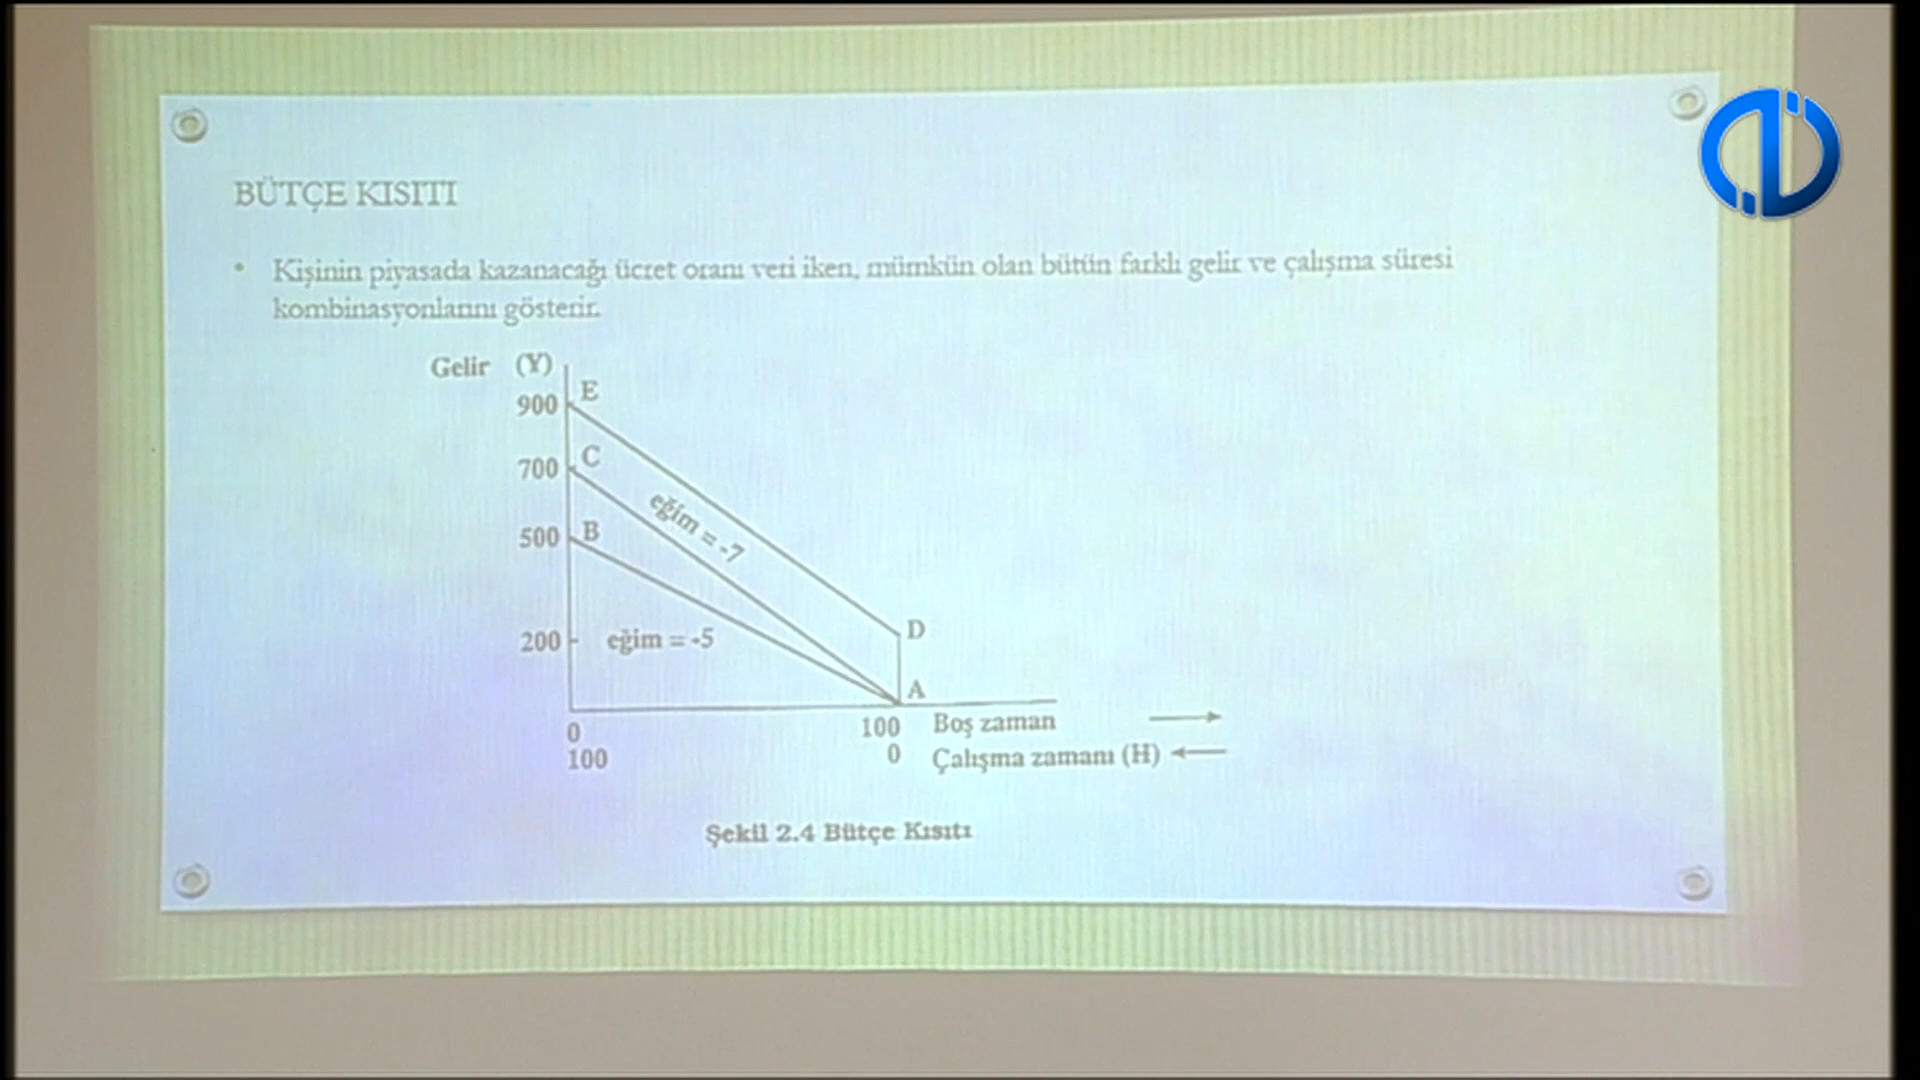 BÜTÇE KISITI
• Kişinin piyasada kazanacağı ücret oranı veri iken, mümkün olan bütün farklı gelir ve çalışma süresi
kombinasyonlarını gösterir.
Gelir (Y)
E
900
C
700
eğim = -7
B
500
D
200
eğim = -5
A
0
100 Boş zaman
100
0 Çalışma zamanı (H)
Şekil 2.4 Bütçe Kısıtı